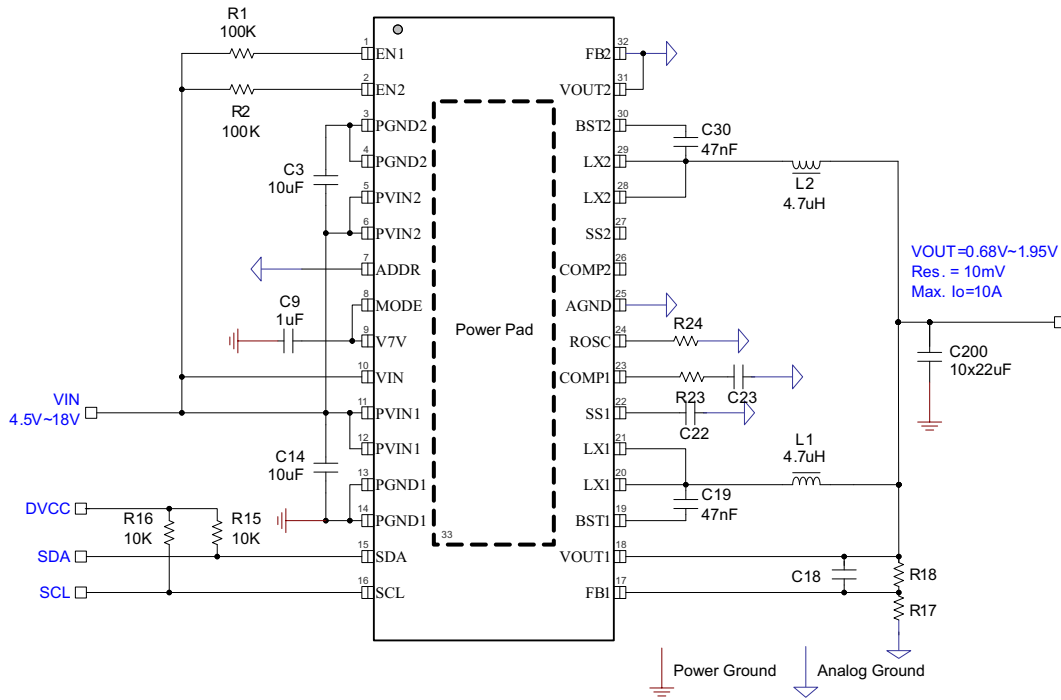 R1
100K
R2
100K
C3
10uF
C9
1uF
VIN
4.5V~18V
C14
10uF
DVCC
R16
10K
R15
10K
SDA
SCL
1 EN1
2 EN2
3 PGND2
4 PGND2
5 PVIN2
6 PVIN2
7 ADDR
8 MODE
9 V7V
10 VIN
11 PVIN1
12 PVIN1
13 PGND1
14 PGND1
15 SDA
16 SCL
Power Pad
33
FB2 32
VOUT2 31
BST2 30
LX2 29
LX2 28
SS2 27
COMP2 26
AGND 25
ROSC 24
COMP1 23
SS1 22
LX1 21
LX1 20
BST1 19
VOUT1 18
FB1 17
C30
47nF
L2
4.7uH
VOUT=0.68V~1.95V
Res. = 10mV
Max. Io=10A
R24
R23
C23
C22
C200
10x22uF
L1
4.7uH
C19
47nF
C18
R18
R17
Power Ground
Analog Ground